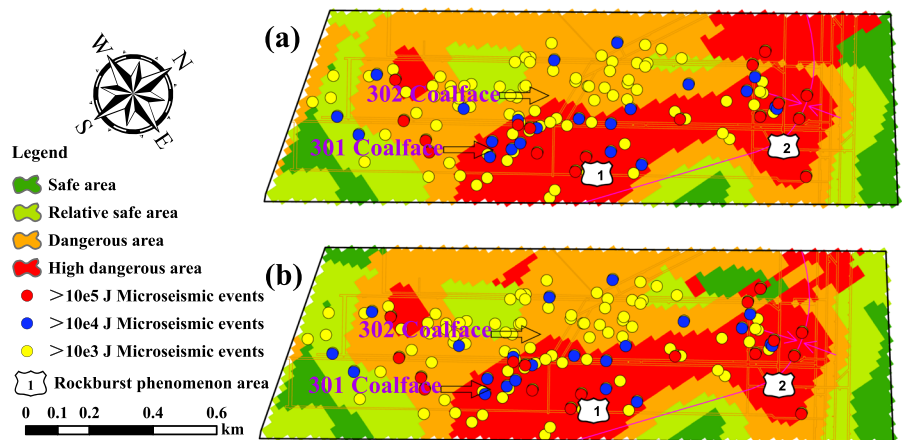 (a)
W
N
S
E
302 Coalface
301 Coalface
1
2
Legend
Safe area
Relative safe area
Dangerous area
High dangerous area
＞10e5 J Microseismic events
＞10e4 J Microseismic events
＞10e3 J Microseismic events
1 Rockburst phenomenon area
0 0.1 0.2 0.4 0.6
km
(b)
302 Coalface
301 Coalface
1
2